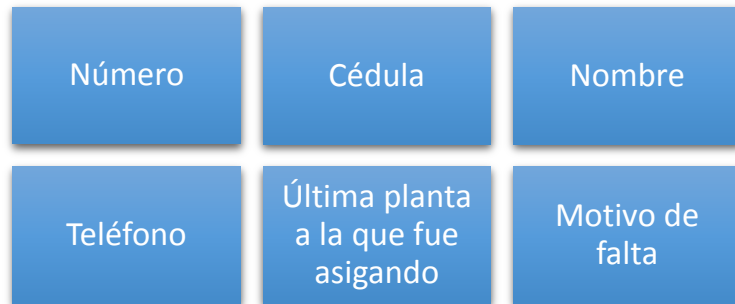 Número
Cédula
Nombre
Teléfono
Última planta
a la que fue
asigando
Motivo de
falta